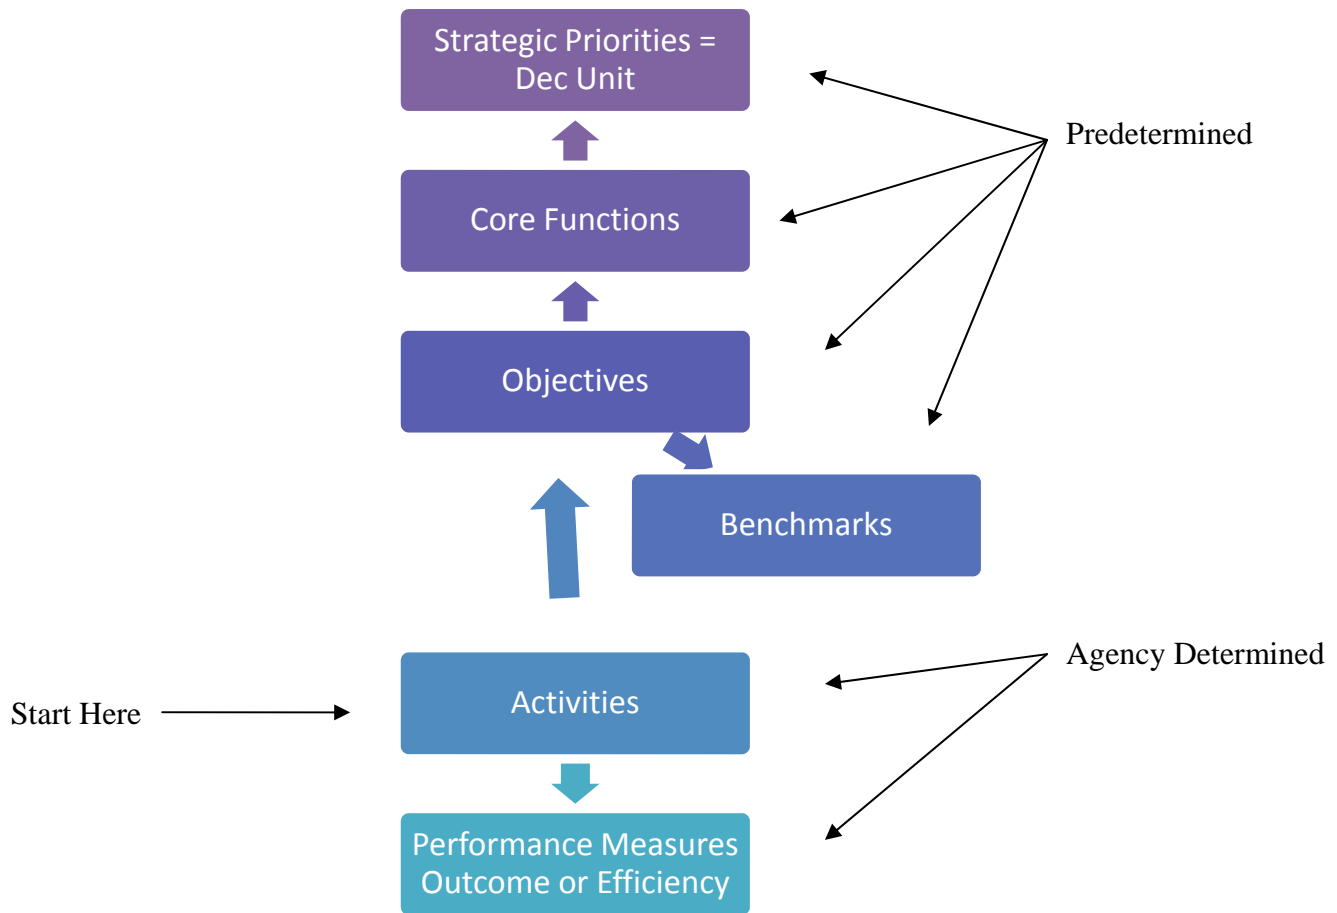 Strategic Priorities =
Dec Unit
Predetermined
Core Functions
Objectives
Benchmarks
Agency Determined
Activities
Start Here
Performance Measures
Outcome or Efficiency